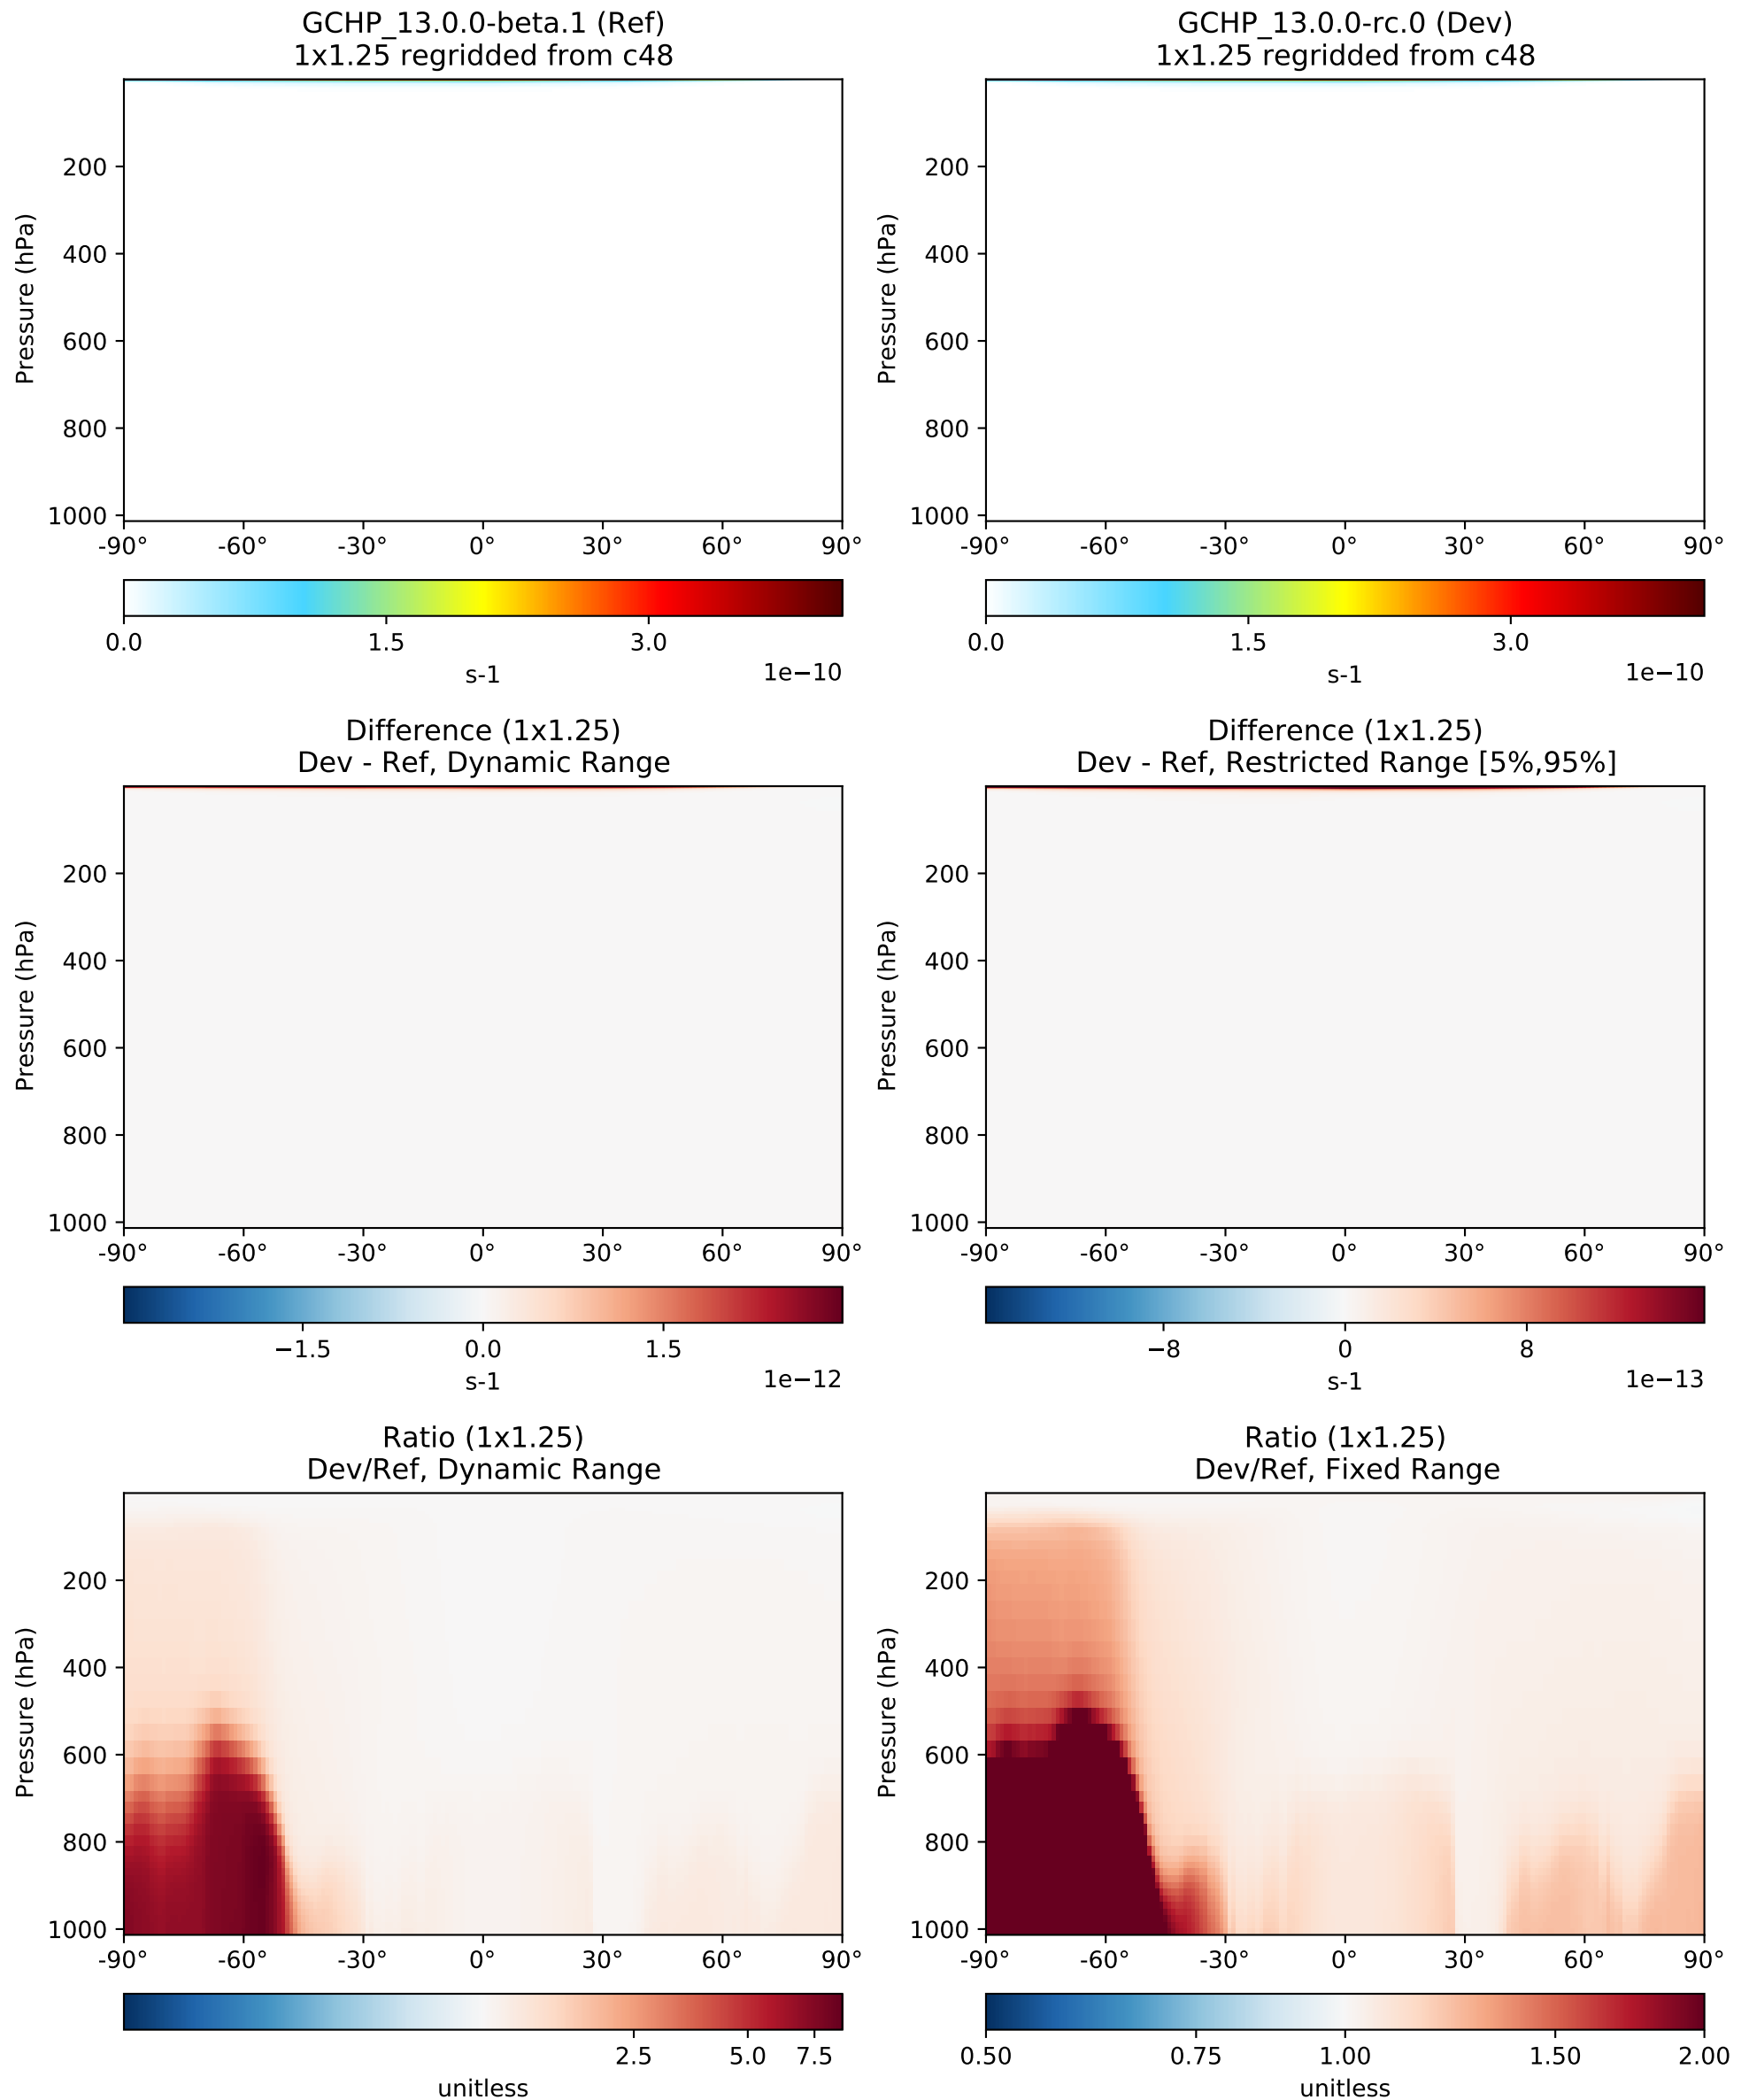 GCHP_13.0.0-beta.1 (Ref)
1x1.25 regridded from c48
Pressure (hPa)
200
400
600
800
1000
-90° -60° -30° 0° 30° 60° 90°
0.0 1.5 3.0
s-1
1e−10
GCHP_13.0.0-rc.0 (Dev)
1x1.25 regridded from c48
Pressure (hPa)
200
400
600
800
1000
-90° -60° -30° 0° 30° 60° 90°
0.0 1.5 3.0
s-1
1e−10
Difference (1x1.25)
Dev - Ref, Dynamic Range
Pressure (hPa)
200
400
600
800
1000
-90° -60° -30° 0° 30° 60° 90°
−1.5 0.0 1.5
s-1
1e−12
Difference (1x1.25)
Dev - Ref, Restricted Range [5%,95%]
Pressure (hPa)
200
400
600
800
1000
-90° -60° -30° 0° 30° 60° 90°
−8 0 8
s-1
1e−13
Ratio (1x1.25)
Dev/Ref, Dynamic Range
Pressure (hPa)
200
400
600
800
1000
-90° -60° -30° 0° 30° 60° 90°
2.5 5.0 7.5
unitless
Ratio (1x1.25)
Dev/Ref, Fixed Range
Pressure (hPa)
200
400
600
800
1000
-90° -60° -30° 0° 30° 60° 90°
0.50 0.75 1.00 1.50 2.00
unitless